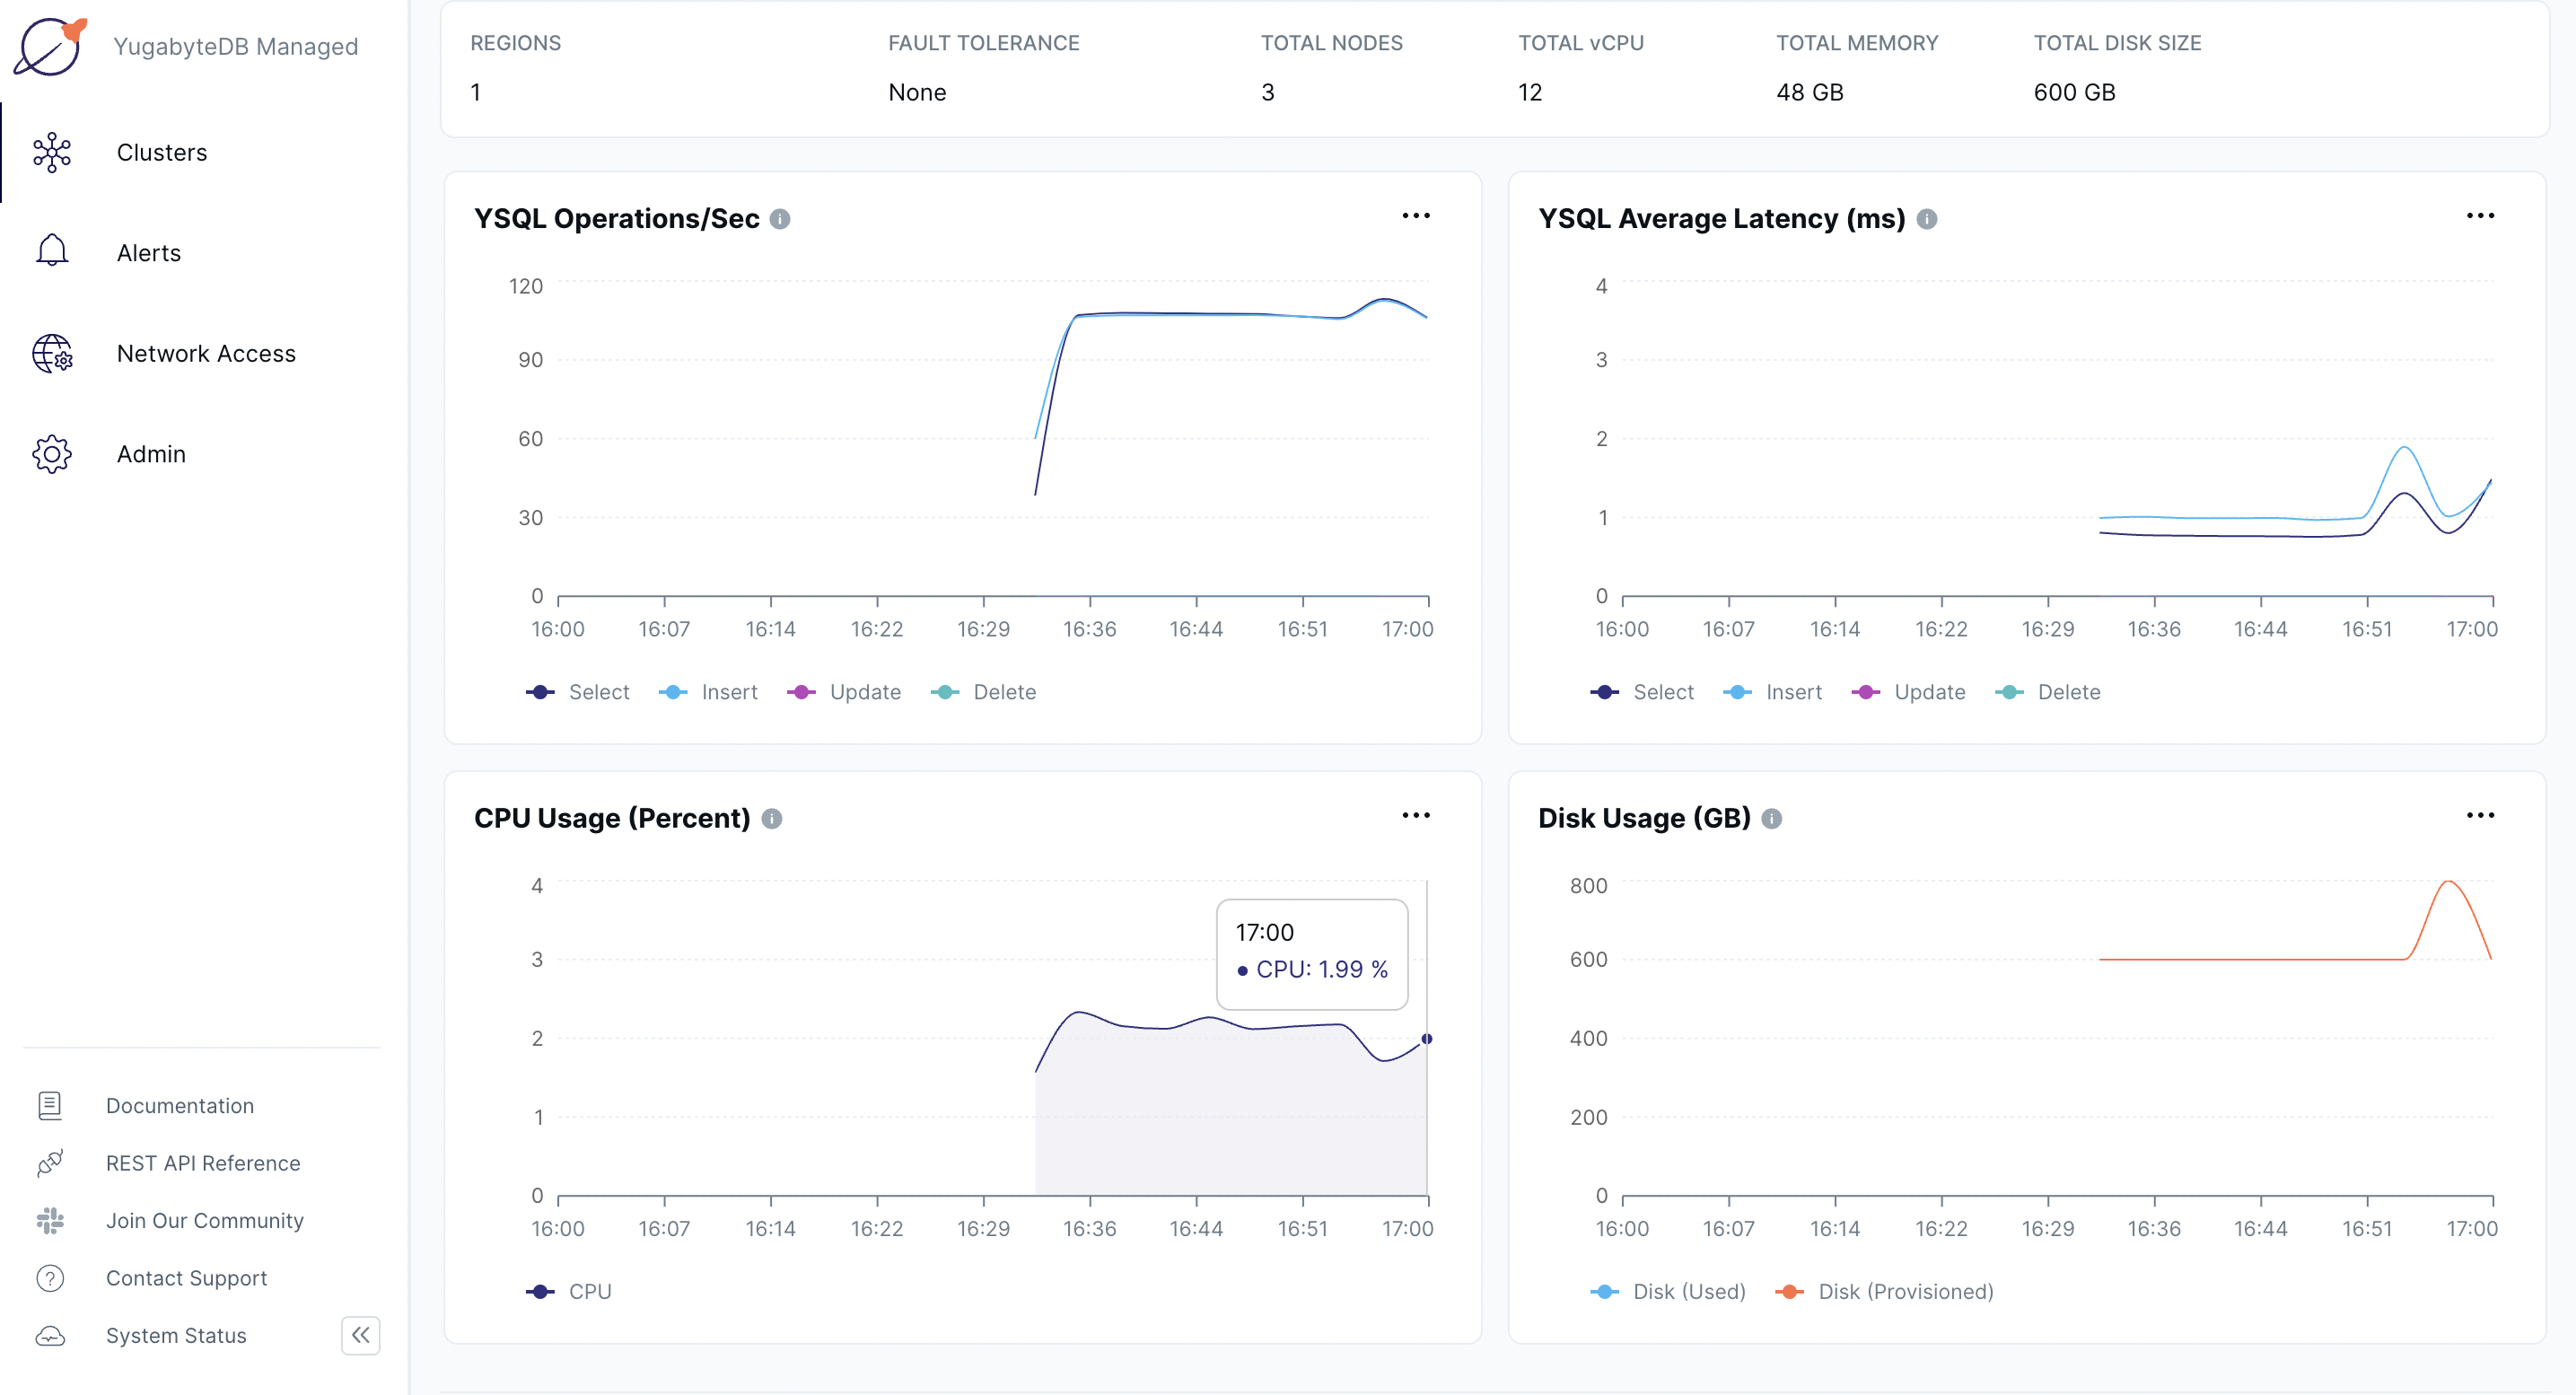 YugabyteDB Managed
Clusters
Alerts
Network Access
Admin
Documentation
REST API Reference
Join Our Community
Contact Support
System Status
REGIONS FAULT TOLERANCE TOTAL NODES TOTAL vCPU TOTAL MEMORY TOTAL DISK SIZE
1 None 3 12 48 GB 600 GB
YSQL Operations/Sec
120
90
60
30
0
16:00 16:07 16:14 16:22 16:29 16:36 16:44 16:51 17:00
Select Insert Update Delete
YSQL Average Latency (ms)
4
3
2
1
0
16:00 16:07 16:14 16:22 16:29 16:36 16:44 16:51 17:00
Select Insert Update Delete
CPU Usage (Percent)
4
3
2
1
0
17:00
CPU: 1.99 %
16:00 16:07 16:14 16:22 16:29 16:36 16:44 16:51 17:00
CPU
Disk Usage (GB)
800
600
400
200
0
16:00 16:07 16:14 16:22 16:29 16:36 16:44 16:51 17:00
Disk (Used) Disk (Provisioned)